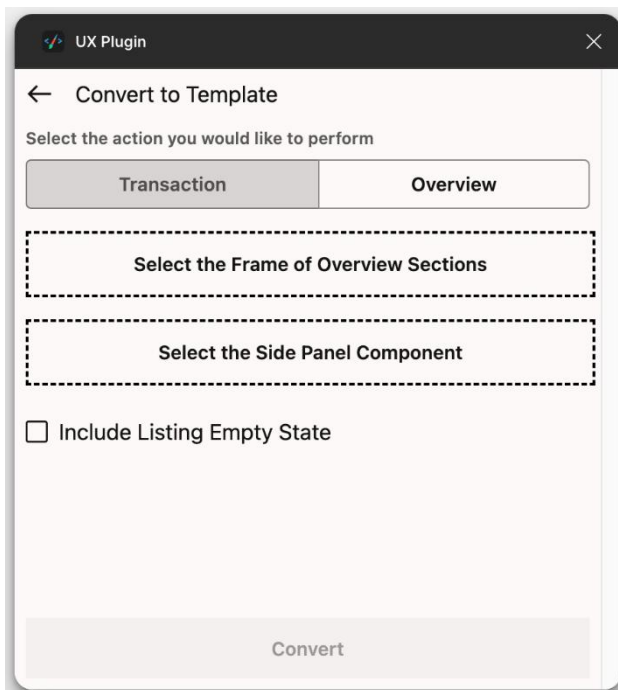 UX Plugin
Convert to Template
Select the action you would like to perform
Transaction Overview
Select the Frame of Overview Sections
Select the Side Panel Component
Include Listing Empty State
Convert